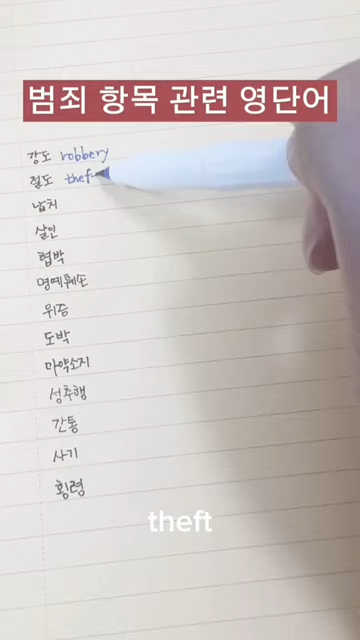 범죄 항목 관련 영단어
강도 robbery
절도 thef
납치
살인
협박
명예훼손
위증
도박
마약소지
성추행
간통
사기
횡령
theft